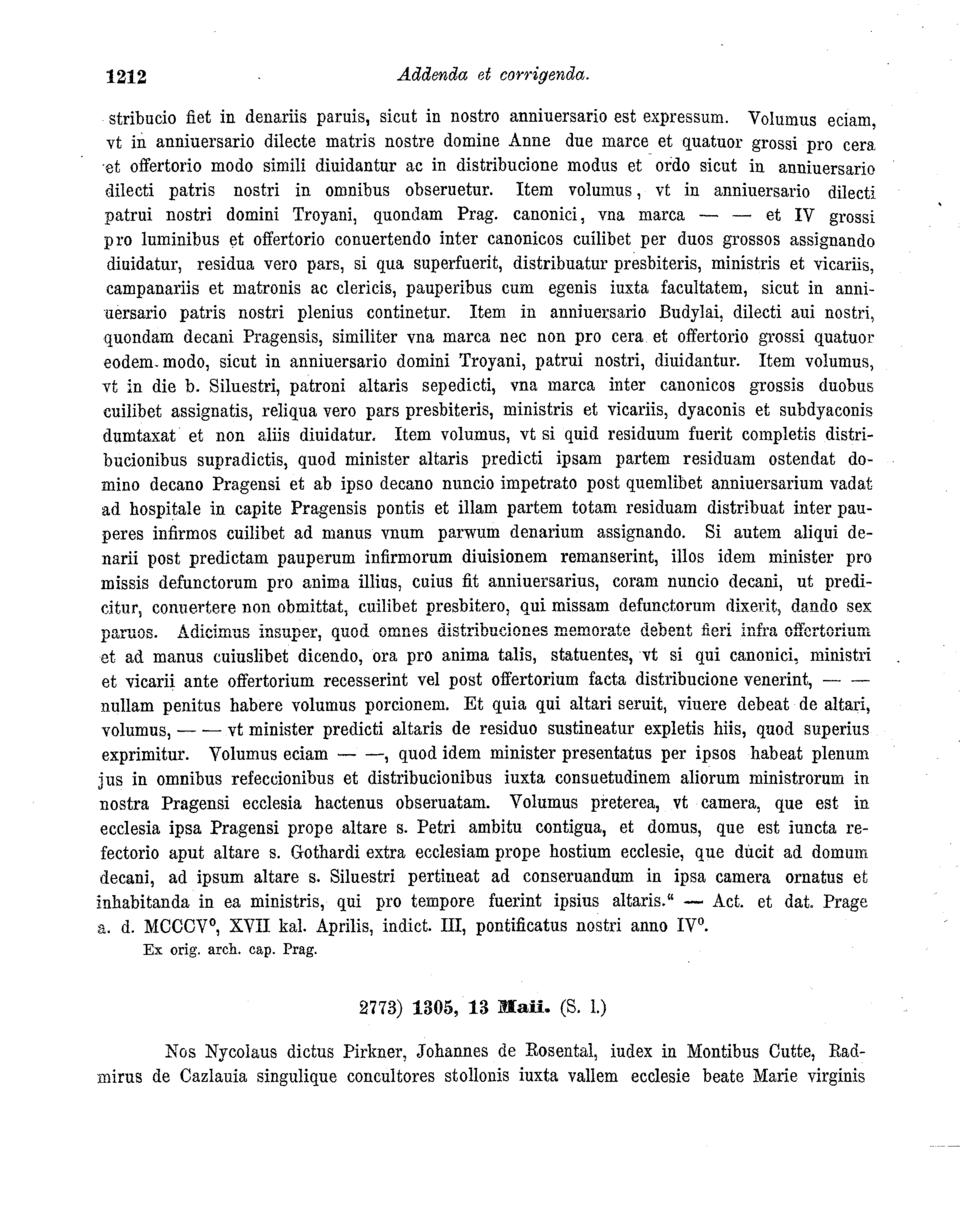 1212 Addenda et corrigenda.
stribucio fiet in denariis paruis, sicut in nostro anniuersario est expressum. Volumus eciam,
vt in anniuersario dilecte matris nostre domine Anne due marce et quatuor grossi pro cera
et offertorio modo simili diuidantur ac in distribucione modus et ordo sicut in anniuersario
dilecti patris nostri in omnibus obseruetur. Item volumus, vt in anniuersario dilecti
patrui nostri domini Troyani, quondam Prag. canonici, vna marca — — et IV grossi
pro luminibus et offertorio conuertendo inter canonicos cuilibet per duos grossos assignando
diuidatur, residua vero pars, si qua superfuerit, distribuatur presbiteris, ministris et vicariis,
campanariis et matronis ac clericis, pauperibus cum egenis iuxta facultatem, sicut in anni-
uersario patris nostri plenius continetur. Item in anniuersario Budylai, dilecti aui nostri,
quondam decani Pragensis, similiter vna marca nec non pro cera et offertorio grossi quatuor
eodem modo, sicut in anniuersario domini Troyani, patrui nostri, diuidantur. Item volumus,
vt in die b. Siluestri, patroni altaris sepedicti, vna marca inter canonicos grossis duobus
cuilibet assignatis, reliqua vero pars presbiteris, ministris et vicariis, dyaconis et subdyaconis
dumtaxat et non aliis diuidatur. Item volumus, vt si quid residuum fuerit completis distri-
bucionibus supradictis, quod minister altaris predicti ipsam partem residuam ostendat do-
mino decano Pragensi et ab ipso decano nuncio impetrato post quemlibet anniuersarium vadat
ad hospitale in capite Pragensis pontis et illam partem totam residuam distribuat inter pau-
peres infirmos cuilibet ad manus vnum parwum denarium assignando. Si autem aliqui de-
narii post predictam pauperum infirmorum diuisionem remanserint, illos idem minister pro
missis defunctorum pro anima illius, cuius fit anniuersarius, coram nuncio decani, ut predi-
citur, conuertere non obmittat, cuilibet presbitero, qui missam defunctorum dixerit, dando sex
paruos. Adicimus insuper, quod omnes distribuciones memorate debent fieri infra offertorium
et ad manus cuiuslibet dicendo, ora pro anima talis, statuentes, vt si qui canonici, ministri
et vicarii ante offertorium recesserint vel post offertorium facta distribucione venerint, — —
nullam penitus habere volumus porcionem. Et quia qui altari seruit, viuere debeat de altari,
volumus, — — vt minister predicti altaris de residuo sustineatur expletis hiis, quod superius
exprimitur. Volumus eciam — —, quod idem minister presentatus per ipsos habeat plenum
jus in omnibus refeccionibus et distribucionibus iuxta consuetudinem aliorum ministrorum in
nostra Pragensi ecclesia hactenus obseruatam. Volumus preterea, vt camera, que est in
ecclesia ipsa Pragensi prope altare s. Petri ambitu contigua, et domus, que est iuncta re-
fectorio aput altare s. Gothardi extra ecclesiam prope hostium ecclesie, que ducit ad domum
decani, ad ipsum altare s. Siluestri pertineat ad conseruandum in ipsa camera ornatus et
inhabitanda in ea ministris, qui pro tempore fuerint ipsius altaris.“ — Act. et dat. Prage
a. d. MCCCV⁰, XVII kal. Aprilis, indict. III, pontificatus nostri anno IV⁰.
Ex orig. arch. cap. Prag.
2773) 1305, 13 Maii. (S. l.)
Nos Nycolaus dictus Pirkner, Johannes de Rosental, iudex in Montibus Cutte, Rad-
mirus de Cazlauia singulique concultores stollonis iuxta vallem ecclesie beate Marie virginis